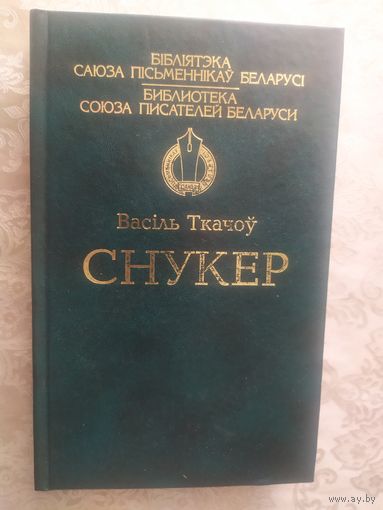 БІБЛІЯТЭКА
САЮЗА ПІСЬМЕННІКАЎ БЕЛАРУСІ
БИБЛИОТЕКА
СОЮЗА ПИСАТЕЛЕЙ БЕЛАРУСИ
Васіль Ткачоў
СНУКЕР
www.ay.by